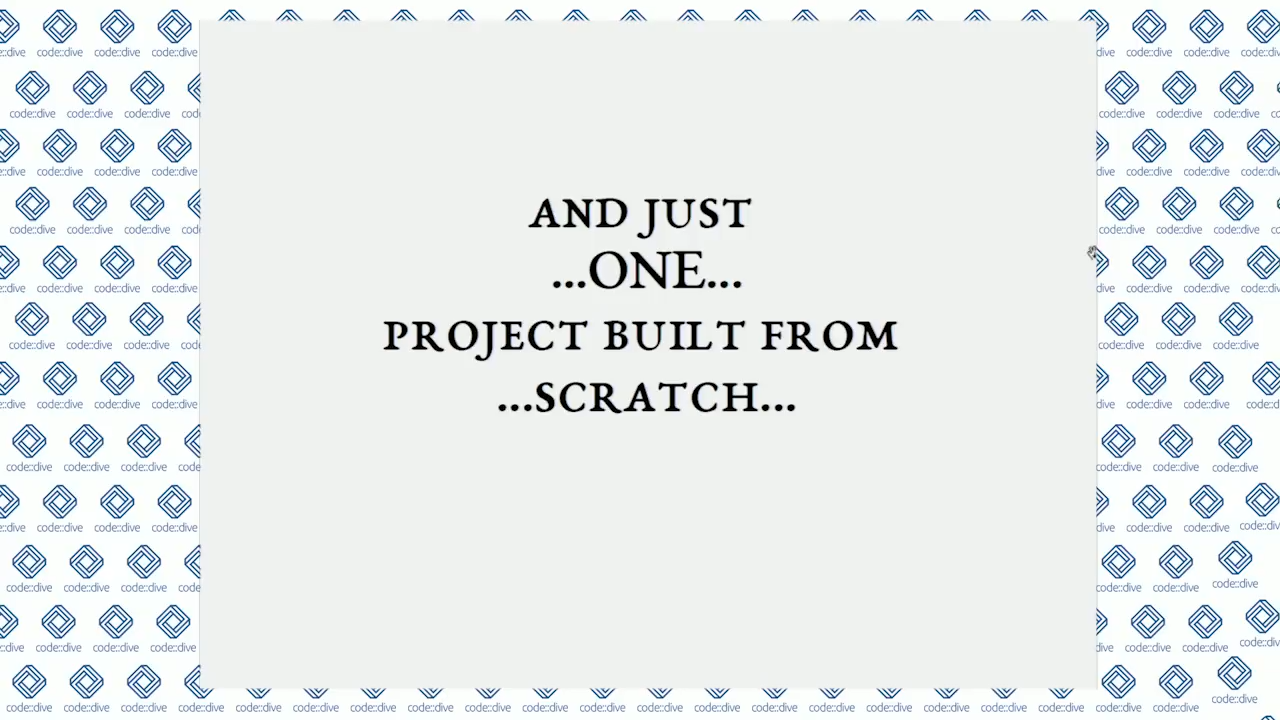 AND JUST
...ONE...
PROJECT BUILT FROM
...SCRATCH...
code::dive